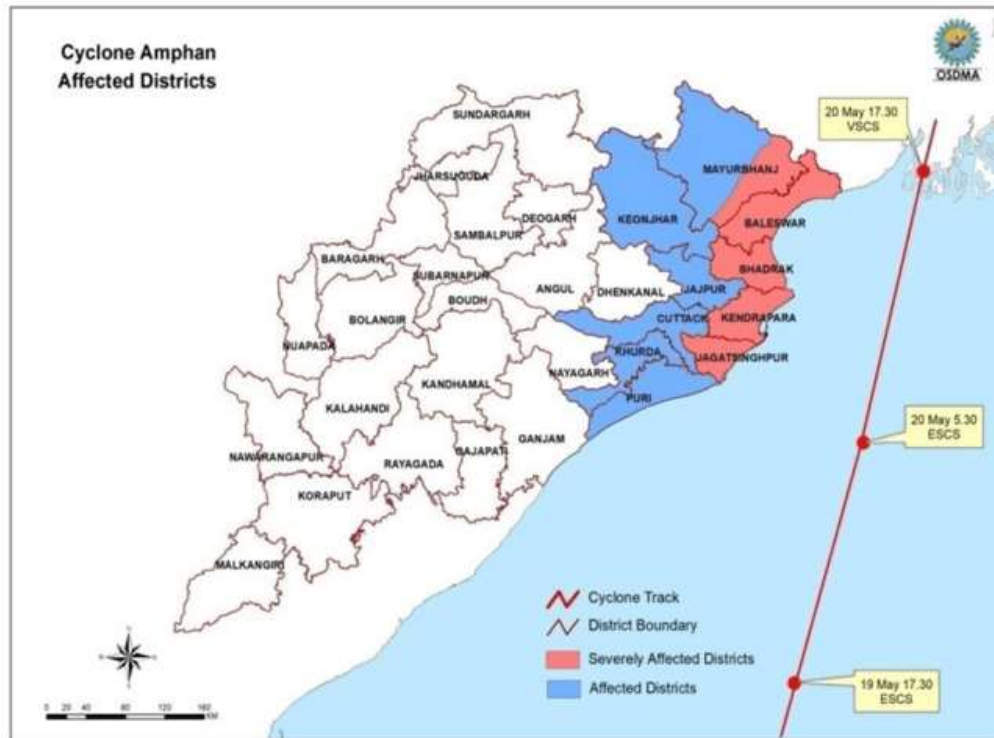 Cyclone Amphan
Affected Districts
OSDMA
20 May 17.30
VSCS
SUNDARGARH
JHARSUGUDA
MAYURBHANJ
DEOGARH
KEONJHAR
BALESWAR
SAMBALPUR
BARAGARH
BHADRAK
SUBARNAPUR
ANGUL
DHENKANAL
JAJPUR
BOUDH
BOLANGIR
CUTTACK
KENDRAPARA
NUAPADA
KHURDA
JAGATSINGHPUR
NAYAGARH
KANDHAMAL
PURI
KALAHANDI
20 May 5.30
ESCS
GANJAM
NAWARANGAPUR
GAJAPATI
RAYAGADA
KORAPUT
MALKANGIRI
Cyclone Track
District Boundary
Severely Affected Districts
Affected Districts
19 May 17.30
ESCS
0 20 40 80 120 160
KM